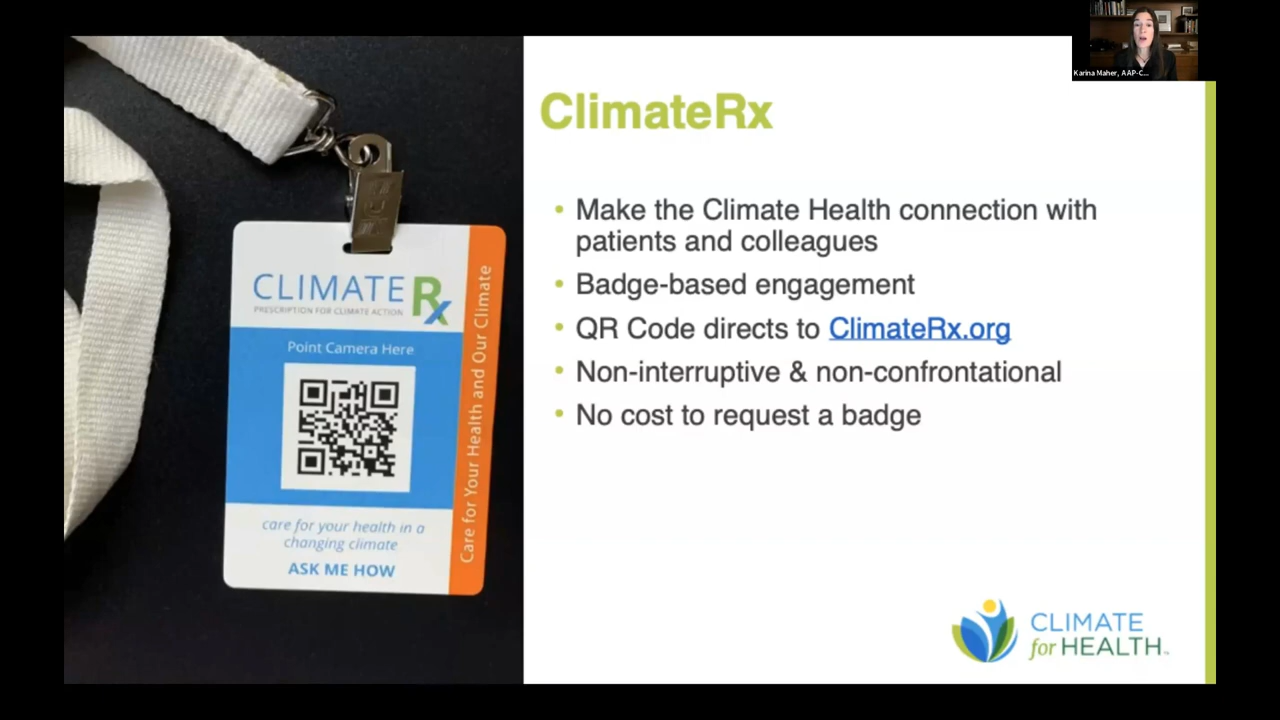 Karina Maher, AAP-C...
ClimateRx
• Make the Climate Health connection with
patients and colleagues
• Badge-based engagement
• QR Code directs to ClimateRx.org
• Non-interruptive & non-confrontational
• No cost to request a badge
CLIMATE Rx
PRESCRIPTION FOR CLIMATE ACTION
Point Camera Here
care for your health in a
changing climate
ASK ME HOW
Care for Your Health and Our Climate
CLIMATE
for HEALTH™